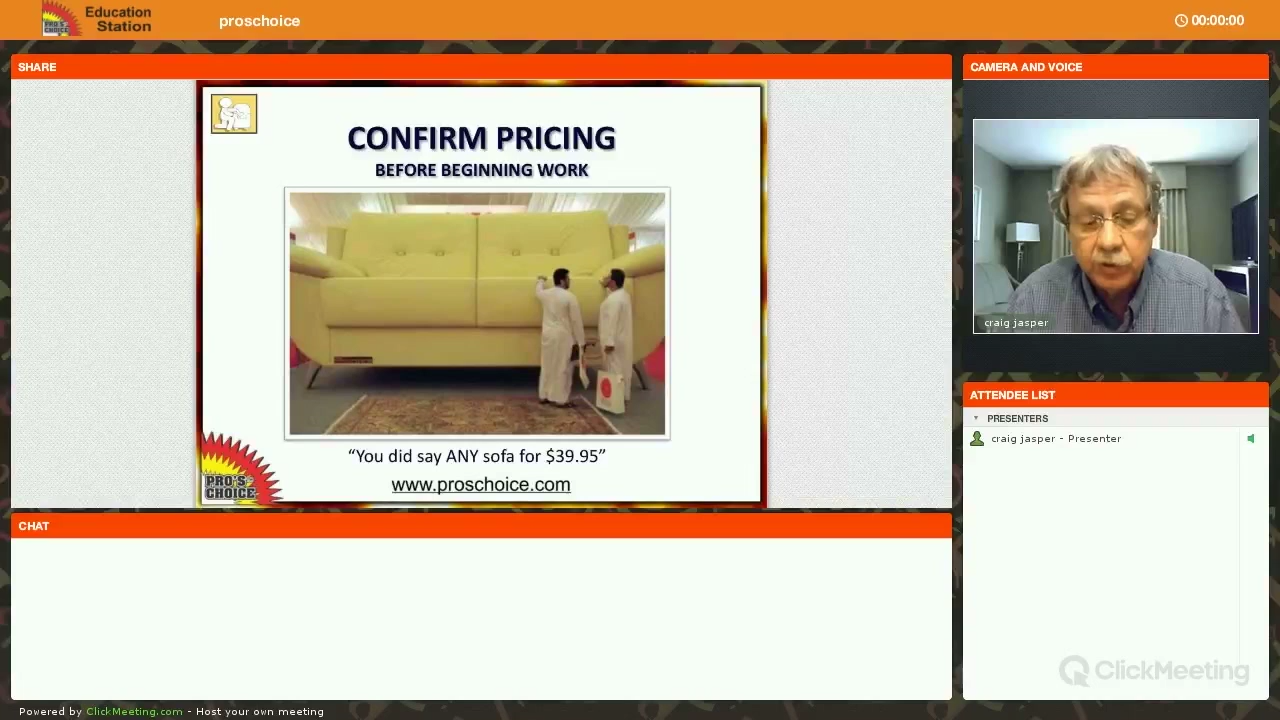 PRO'S
CHOICE
Education
Station
proschoice
00:00:00
SHARE
CONFIRM PRICING
BEFORE BEGINNING WORK
“You did say ANY sofa for $39.95”
www.proschoice.com
PRO'S
CHOICE
CAMERA AND VOICE
craig jasper
ATTENDEE LIST
PRESENTERS
craig jasper - Presenter
CHAT
ClickMeeting
Powered by ClickMeeting.com - Host your own meeting